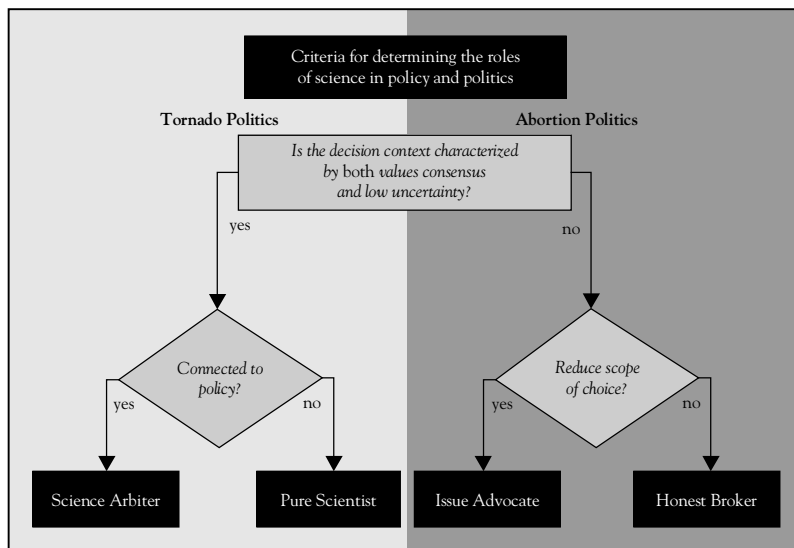 Criteria for determining the roles
of science in policy and politics
Tornado Politics
Abortion Politics
Is the decision context characterized
by both values consensus
and low uncertainty?
yes
no
Connected to
policy?
Reduce scope
of choice?
yes
no
yes
no
Science Arbiter
Pure Scientist
Issue Advocate
Honest Broker